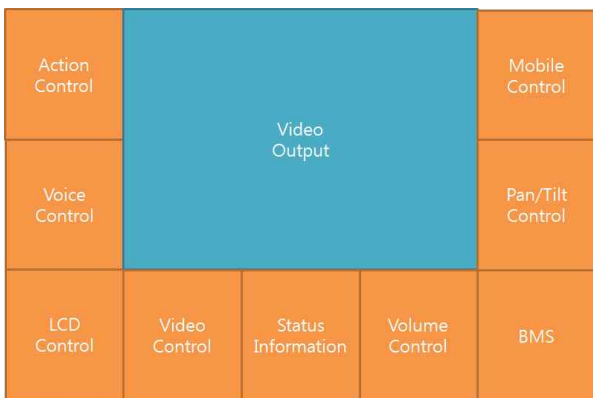 Action
Control
Video
Output
Mobile
Control
Voice
Control
Pan/Tilt
Control
LCD
Control
Video
Control
Status
Information
Volume
Control
BMS